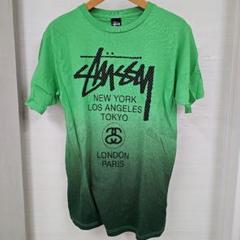 STÜSSY
NEW YORK
LOS ANGELES
TOKYO
LONDON
PARIS